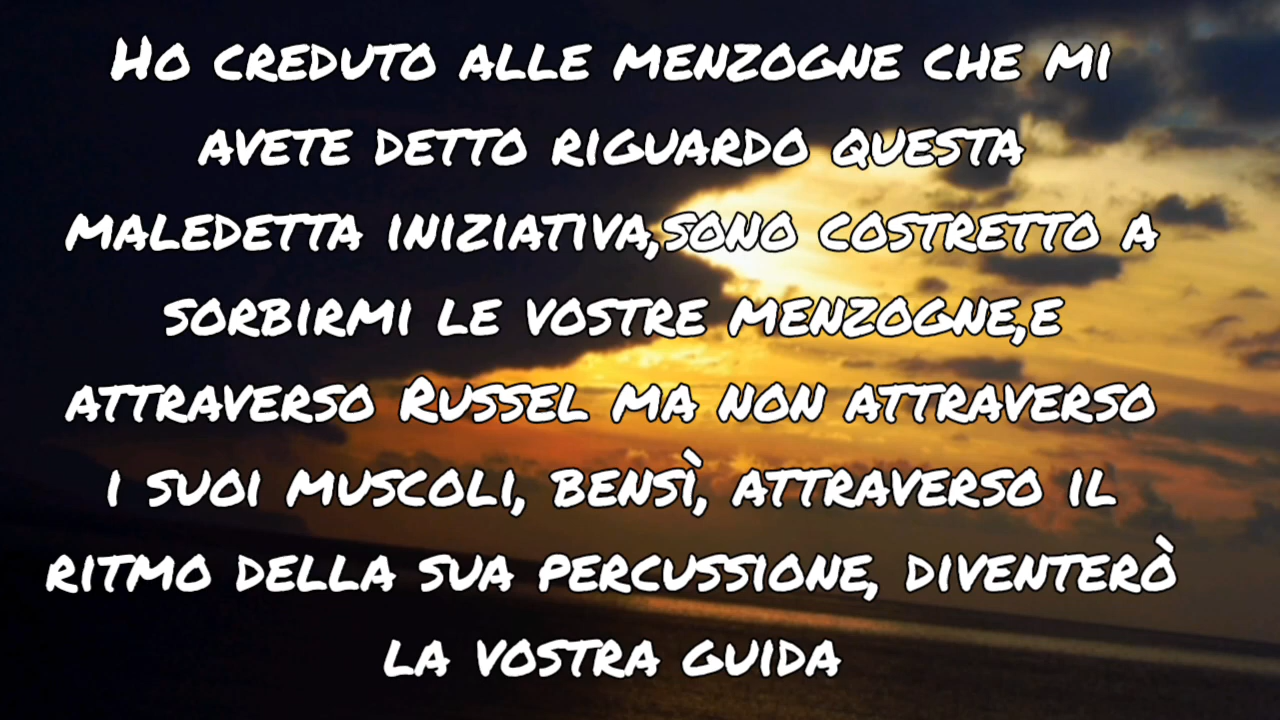 Ho creduto alle menzogne che mi
avete detto riguardo questa
maledetta iniziativa,sono costretto a
sorbirmi le vostre menzogne,e
attraverso Russel ma non attraverso
i suoi muscoli, bensì, attraverso il
ritmo della sua percussione, diventerò
la vostra guida